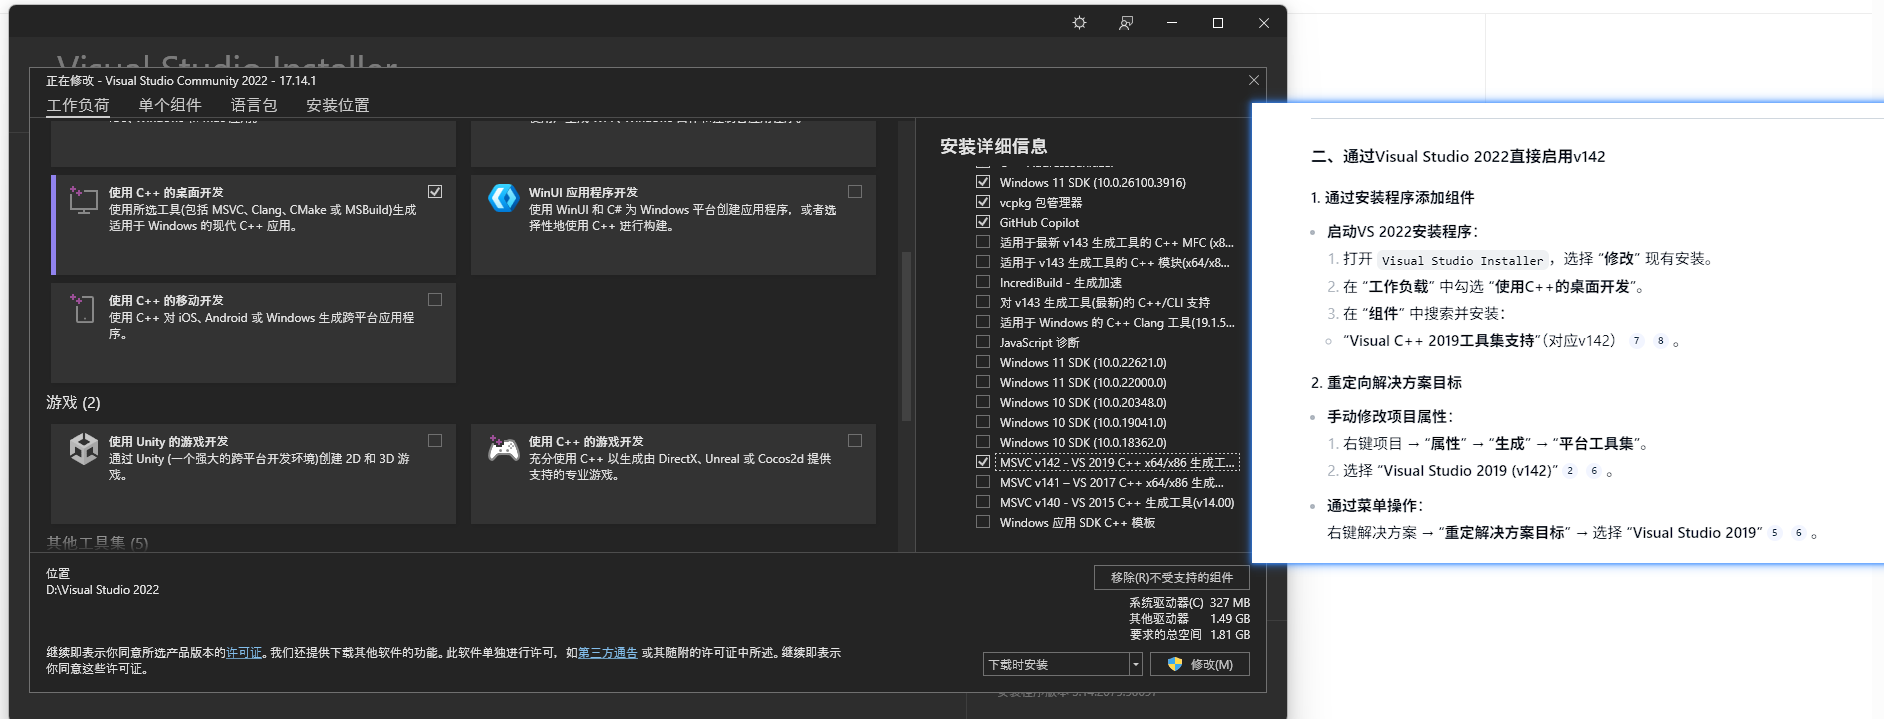 Visual Studio Installer
正在修改 - Visual Studio Community 2022 - 17.14.1
工作负荷 单个组件 语言包 安装位置
使用 C++ 的桌面开发
使用所选工具(包括 MSVC、Clang、CMake 或 MSBuild)生成
适用于 Windows 的现代 C++ 应用。
WinUI 应用程序开发
使用 WinUI 和 C# 为 Windows 平台创建应用程序，或者选
择性地使用 C++ 进行构建。
使用 C++ 的移动开发
使用 C++ 对 iOS、Android 或 Windows 生成跨平台应用程
序。
游戏 (2)
使用 Unity 的游戏开发
通过 Unity (一个强大的跨平台开发环境)创建 2D 和 3D 游
戏。
使用 C++ 的游戏开发
充分使用 C++ 以生成由 DirectX、Unreal 或 Cocos2d 提供
支持的专业游戏。
其他工具集 (5)
安装详细信息
Windows 11 SDK (10.0.26100.3916)
vcpkg 包管理器
GitHub Copilot
适用于最新 v143 生成工具的 C++ MFC (x8...
适用于 v143 生成工具的 C++ 模块(x64/x8...
IncrediBuild - 生成加速
对 v143 生成工具(最新)的 C++/CLI 支持
适用于 Windows 的 C++ Clang 工具(19.1.5...
JavaScript 诊断
Windows 11 SDK (10.0.22621.0)
Windows 11 SDK (10.0.22000.0)
Windows 10 SDK (10.0.20348.0)
Windows 10 SDK (10.0.19041.0)
Windows 10 SDK (10.0.18362.0)
MSVC v142 - VS 2019 C++ x64/x86 生成工...
MSVC v141 – VS 2017 C++ x64/x86 生成...
MSVC v140 - VS 2015 C++ 生成工具(v14.00)
Windows 应用 SDK C++ 模板
位置
D:\Visual Studio 2022
移除(R)不受支持的组件
系统驱动器(C) 327 MB
其他驱动器 1.49 GB
要求的总空间 1.81 GB
继续即表示你同意所选产品版本的许可证。我们还提供下载其他软件的功能。此软件单独进行许可，如第三方通告 或其随附的许可证中所述。继续即表示
你同意这些许可证。
下载时安装
修改(M)
二、通过Visual Studio 2022直接启用v142
1. 通过安装程序添加组件
启动VS 2022安装程序：
1. 打开 Visual Studio Installer，选择 “修改” 现有安装。
2. 在 “工作负载” 中勾选 “使用C++的桌面开发”。
3. 在 “组件” 中搜索并安装：
“Visual C++ 2019工具集支持”（对应v142） 7 8 。
2. 重定向解决方案目标
手动修改项目属性：
1. 右键项目 → “属性” → “生成” → “平台工具集”。
2. 选择 “Visual Studio 2019 (v142)” 2 6 。
通过菜单操作：
右键解决方案 → “重定解决方案目标” → 选择 “Visual Studio 2019” 5 6 。